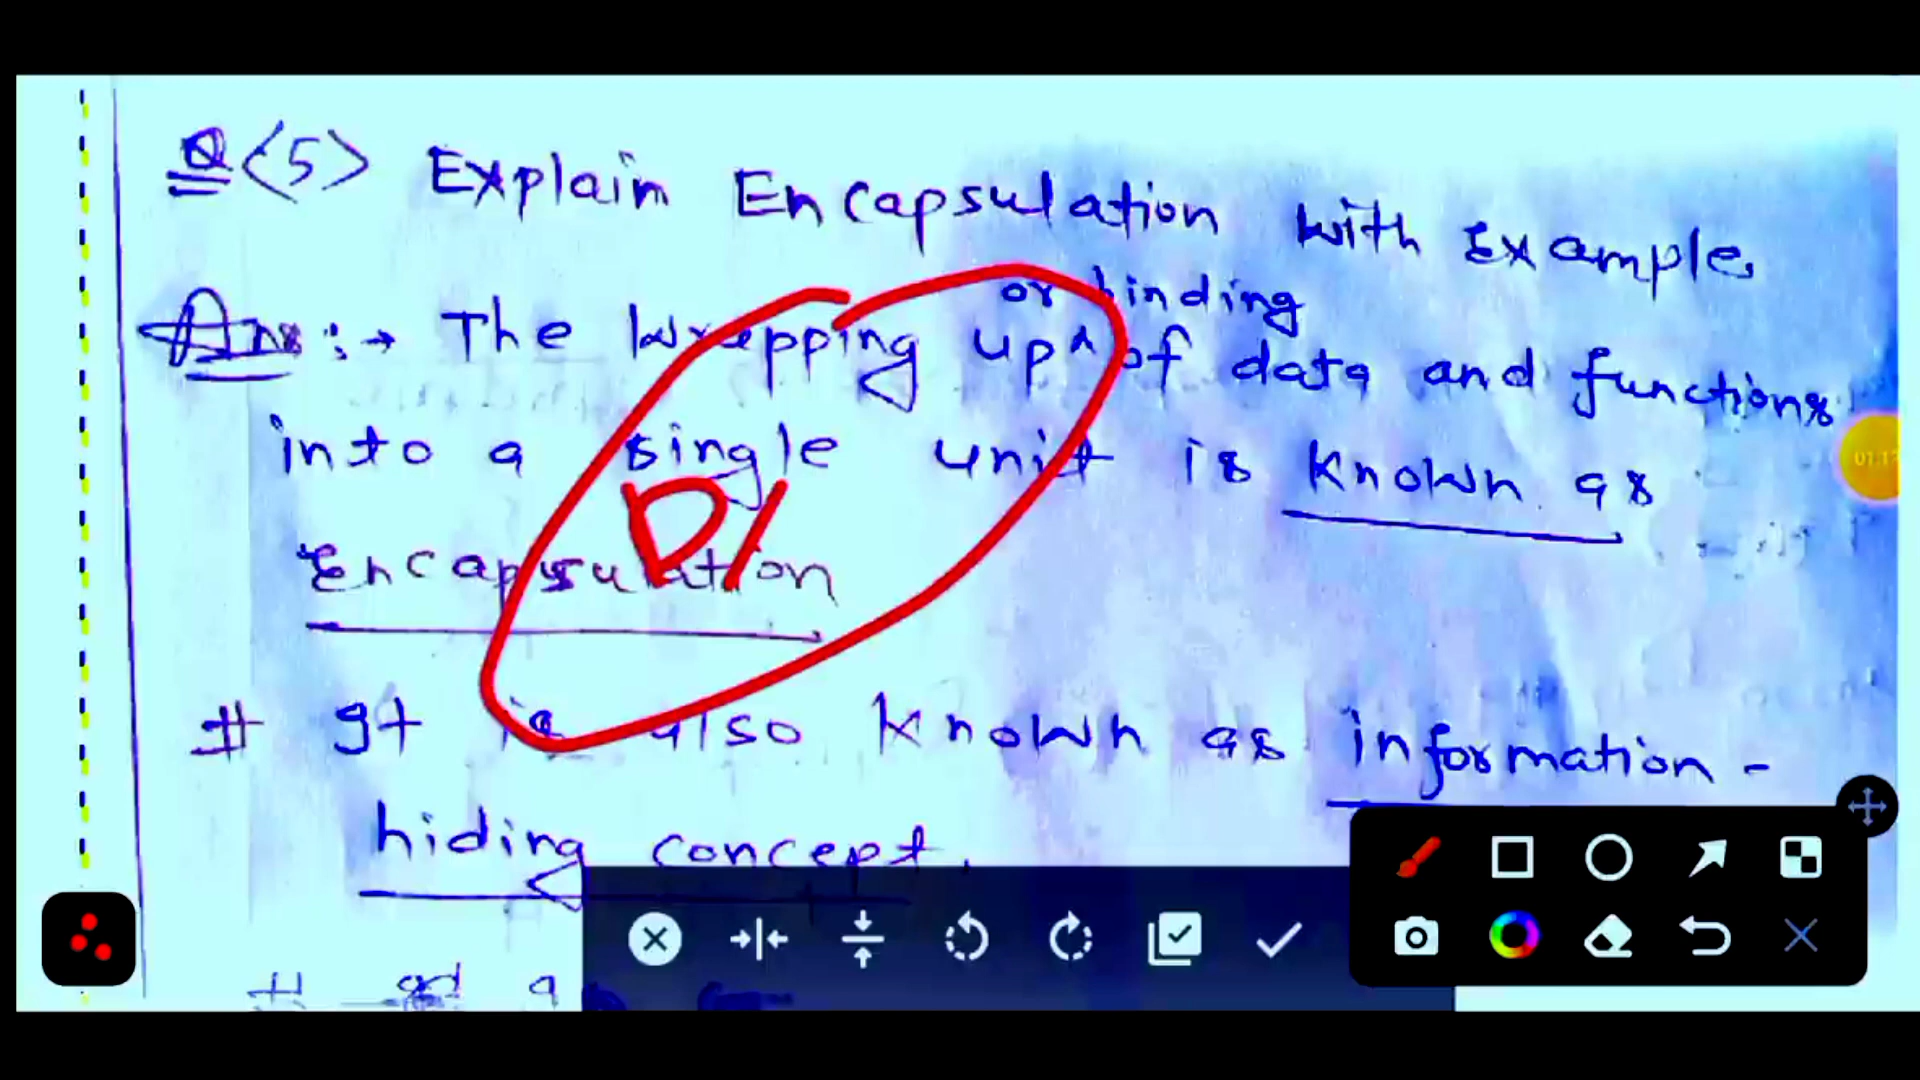 Q<5> Explain Encapsulation with Example
Ans:→ The Wrapping up ^ or binding of data and functions
into a single unit is known as
Encapsulation
# It is also known as information-
hiding concept.
D/